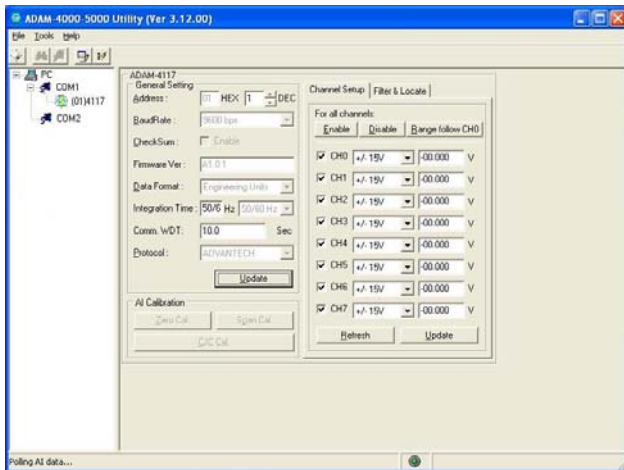 ADAM-4000-5000 Utility (Ver 3.12.00)
File Tools Help
PC
COM1
(01)4117
COM2
ADAM-4117
General Setting
Address : 01 HEX 1 DEC
BaudRate : 9600 bps
CheckSum : Enable
Firmware Ver : A1.01
Data Format : Engineering Units
Integration Time : 50/6 Hz 50/60 Hz
Comm. WDT: 10.0 Sec
Protocol : ADVANTECH
Update
AI Calibration
Zero Cal. Span Cal.
CJC Cal.
Channel Setup Filter & Locate
For all channels:
Enable Disable Range follow CH0
CH0 +/- 15V -00.000 V
CH1 +/- 15V -00.000 V
CH2 +/- 15V -00.000 V
CH3 +/- 15V -00.000 V
CH4 +/- 15V -00.000 V
CH5 +/- 15V -00.000 V
CH6 +/- 15V -00.000 V
CH7 +/- 15V -00.000 V
Refresh Update
Polling AI data...